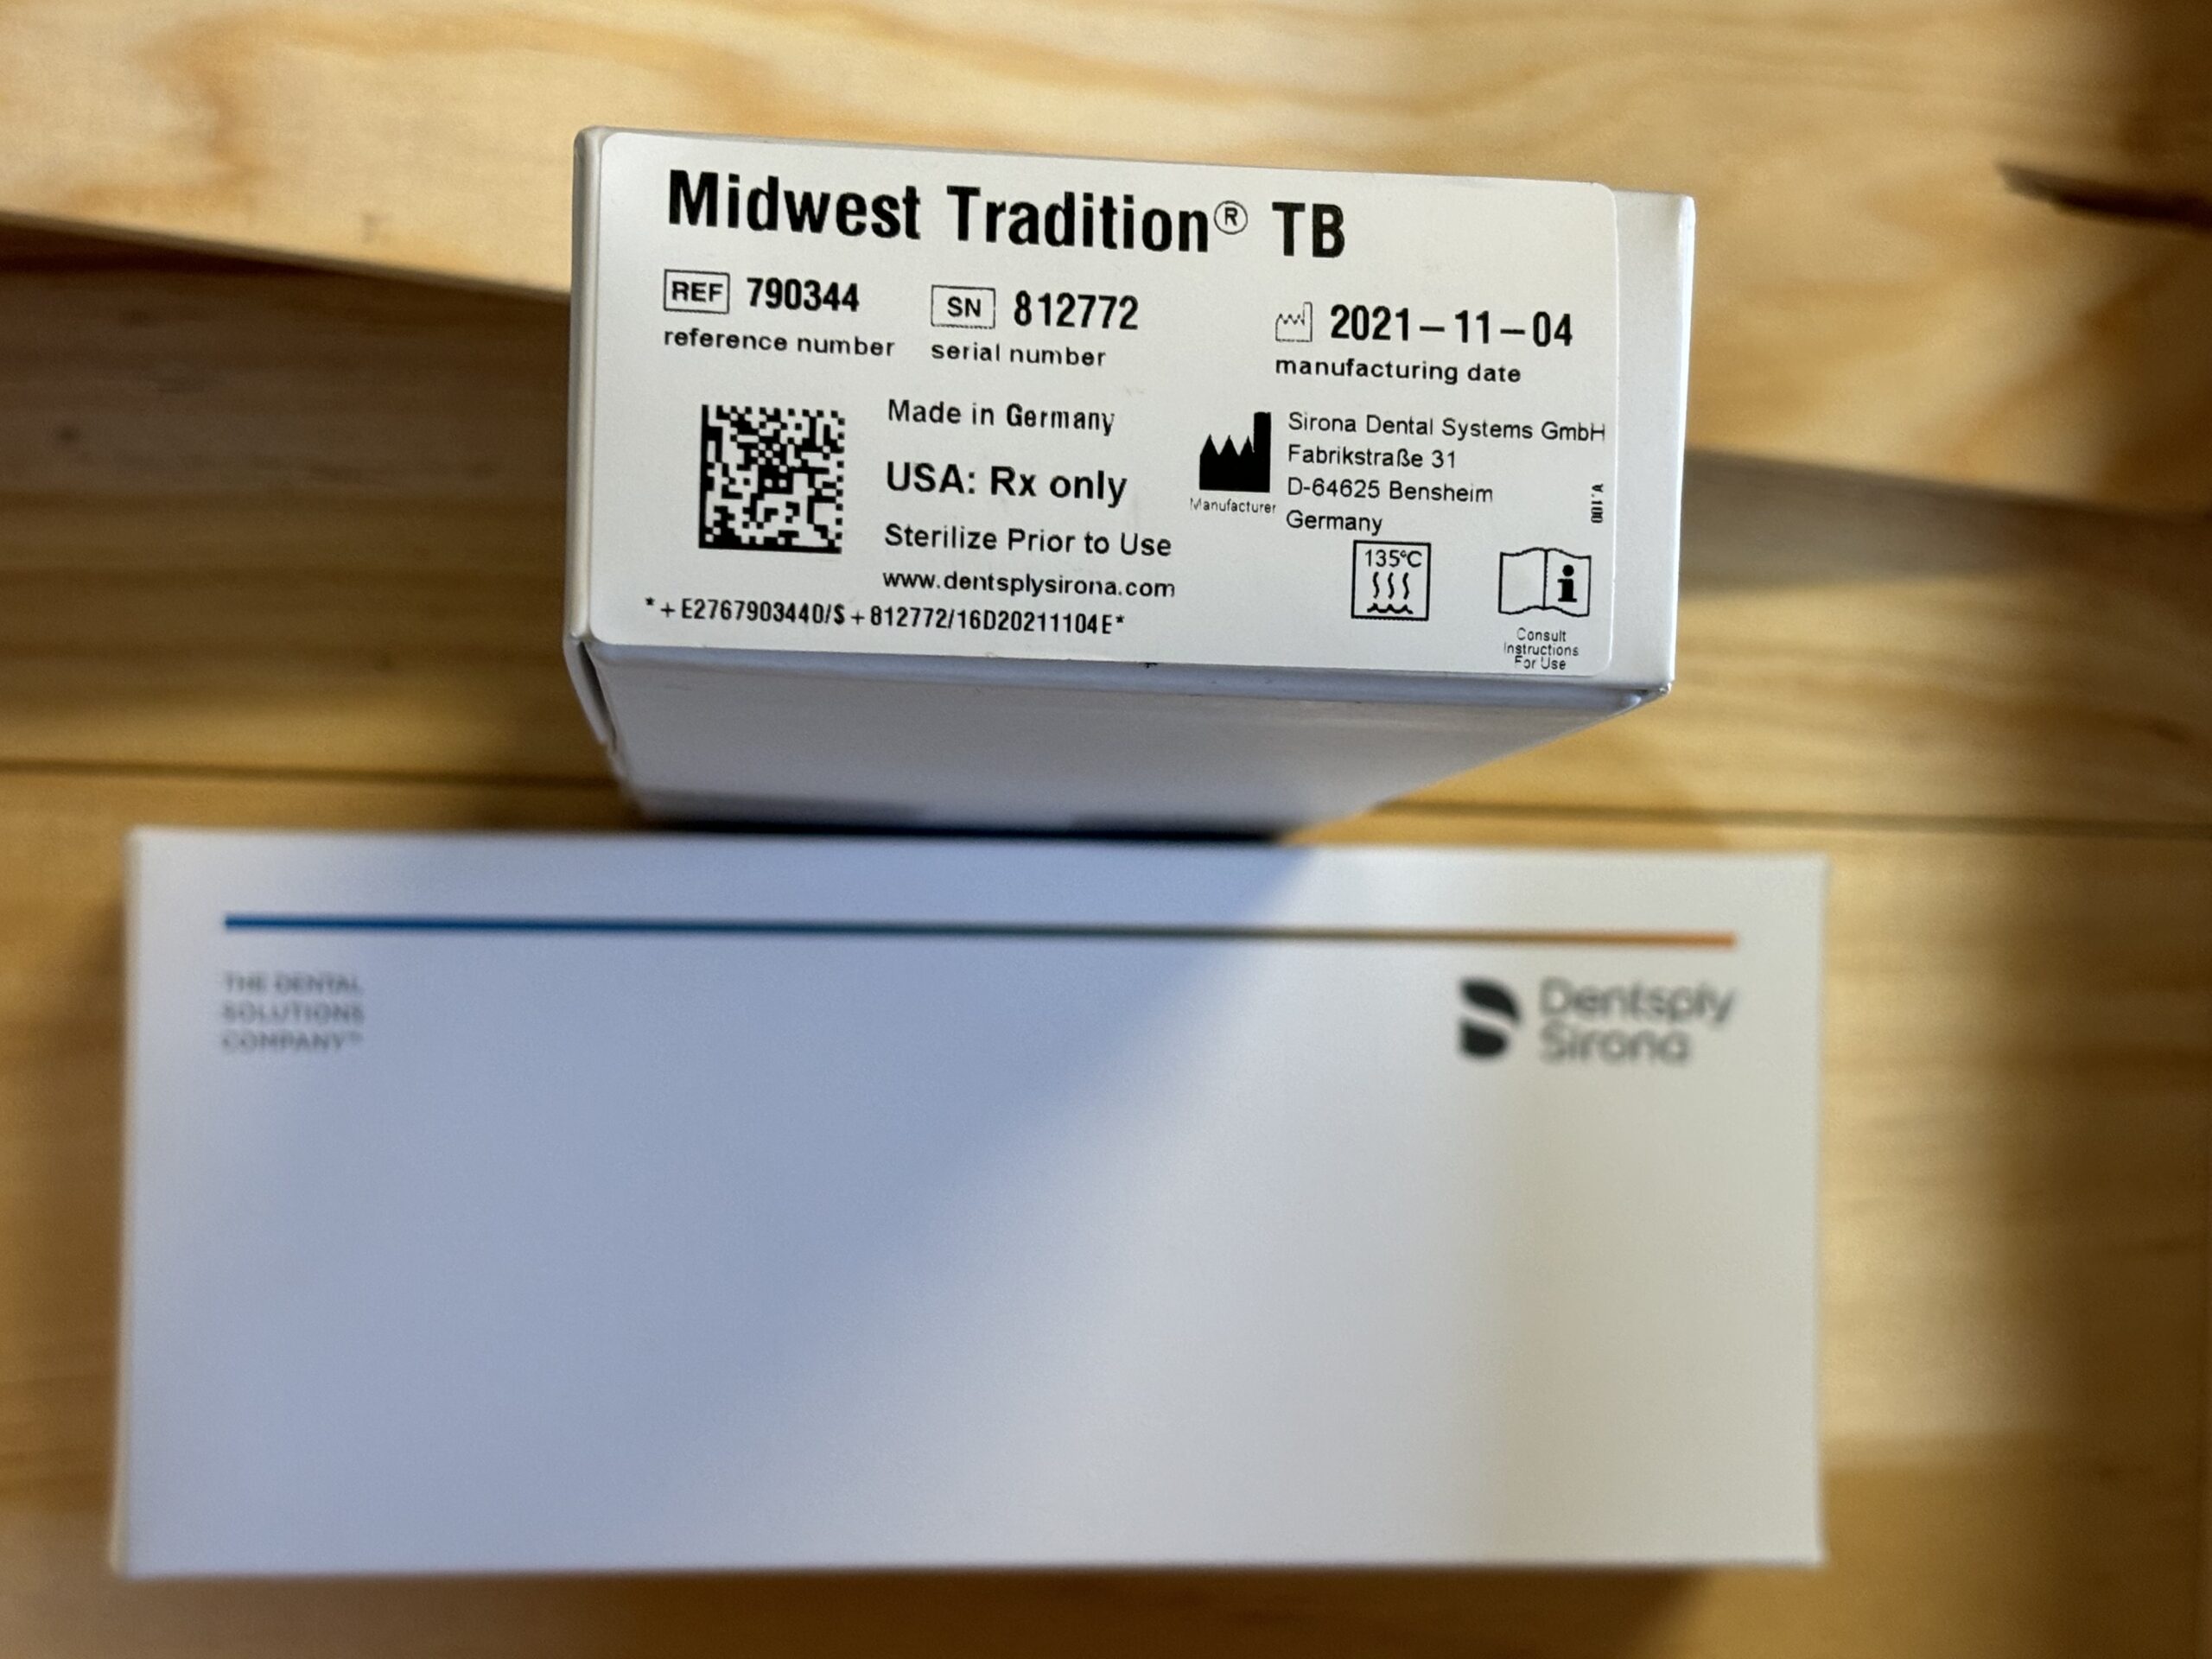 Midwest Tradition® TB
REF 790344
reference number
SN 812772
serial number
2021-11-04
manufacturing date
Made in Germany
USA: Rx only
Sterilize Prior to Use
www.dentsplysirona.com
*+E2767903440/S+812772/16D20211104E*
Manufacturer
Sirona Dental Systems GmbH
Fabrikstraße 31
D-64625 Bensheim
Germany
V.100
135°C
Consult
Instructions
For Use
THE DENTAL
SOLUTIONS
COMPANY™
Dentsply
Sirona